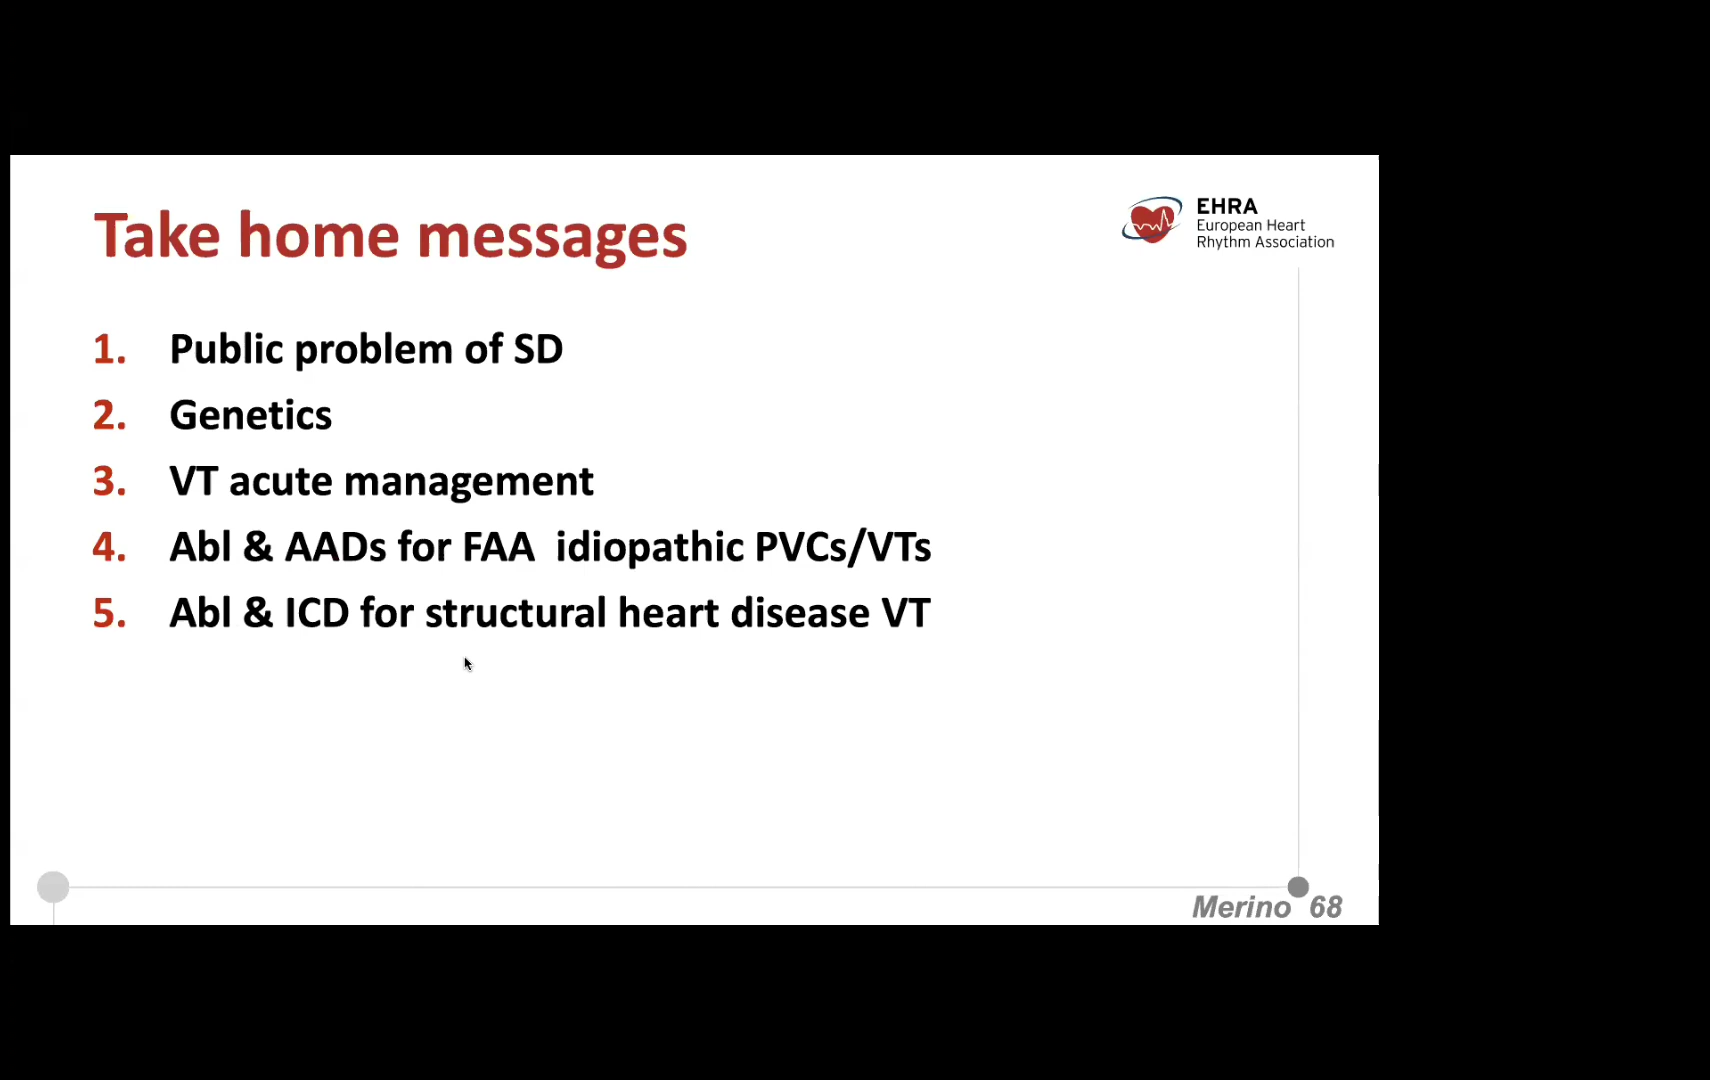 Take home messages
EHRA
European Heart
Rhythm Association
1. Public problem of SD
2. Genetics
3. VT acute management
4. Abl & AADs for FAA  idiopathic PVCs/VTs
5. Abl & ICD for structural heart disease VT
Merino 68